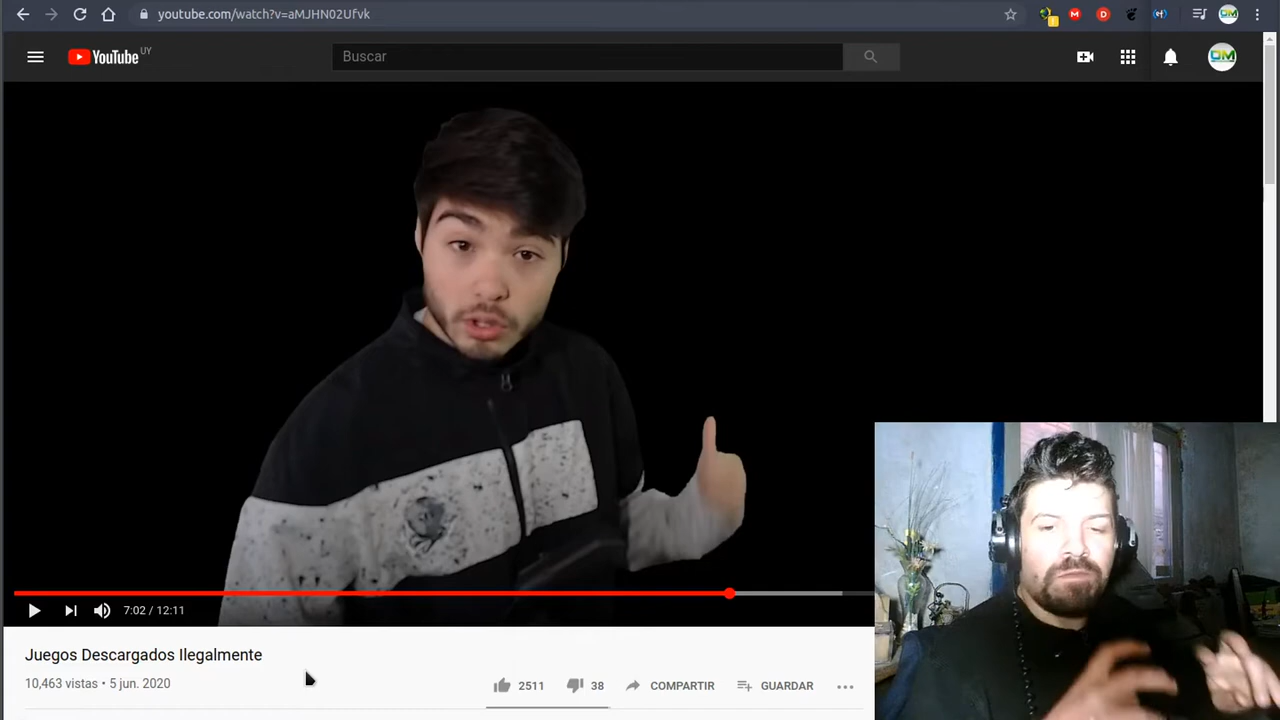 youtube.com/watch?v=aMJHN02Ufvk
YouTube UY
Buscar
7:02 / 12:11
Juegos Descargados Ilegalmente
10,463 vistas • 5 jun. 2020
2511
38
COMPARTIR
GUARDAR